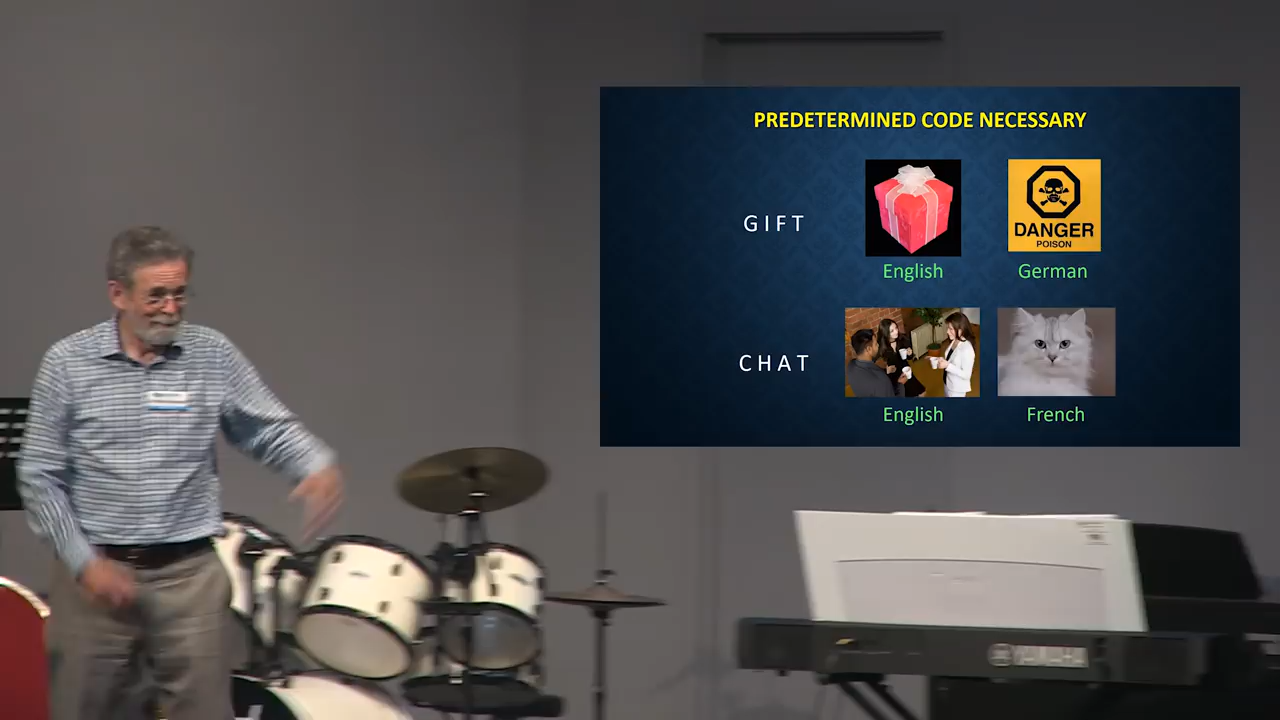 PREDETERMINED CODE NECESSARY
GIFT
DANGER
POISON
English
German
CHAT
English
French
YAMAHA